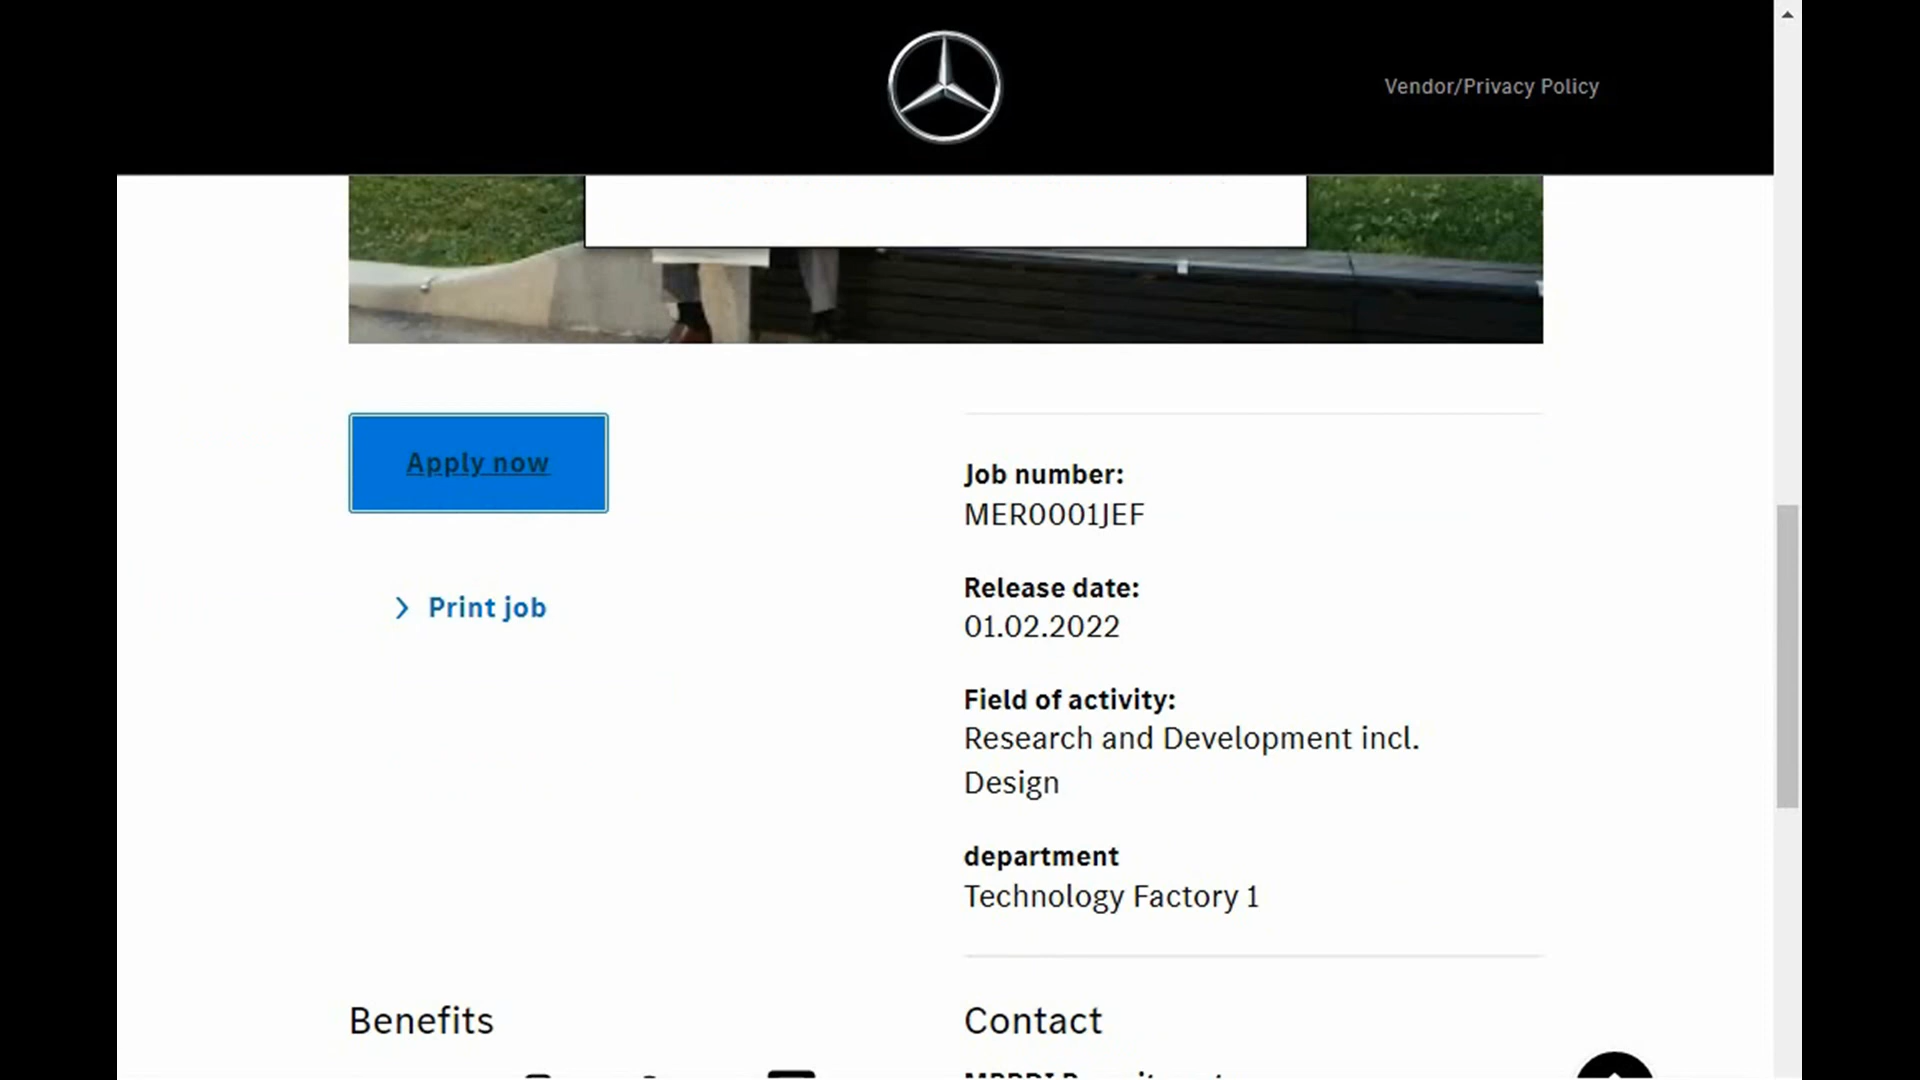 Vendor/Privacy Policy
Apply now
Print job
Job number:
MER0001JEF
Release date:
01.02.2022
Field of activity:
Research and Development incl.
Design
department
Technology Factory 1
Benefits
Contact